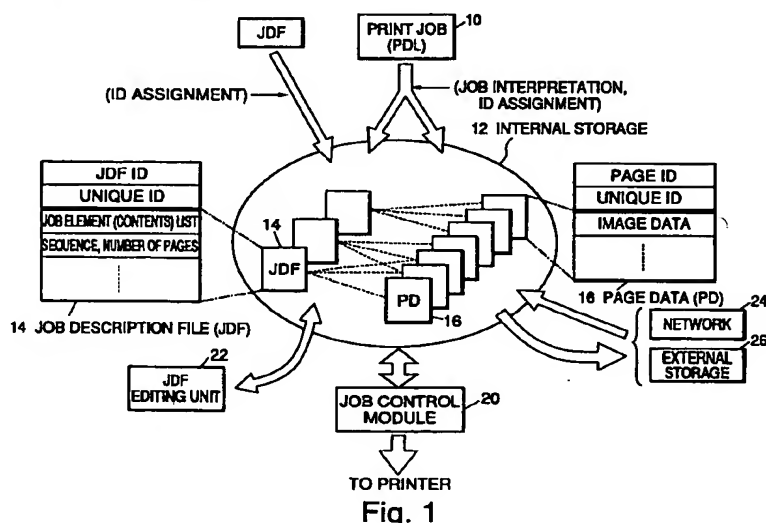 JDF
PRINT JOB
(PDL)
10
(ID ASSIGNMENT)
(JOB INTERPRETATION,
ID ASSIGNMENT)
12 INTERNAL STORAGE
JDF ID
UNIQUE ID
JOB ELEMENT (CONTENTS) LIST
SEQUENCE, NUMBER OF PAGES
14 JOB DESCRIPTION FILE (JDF)
14
JDF
PD
16
PAGE ID
UNIQUE ID
IMAGE DATA
16 PAGE DATA (PD)
24
NETWORK
26
EXTERNAL
STORAGE
22
JDF
EDITING UNIT
JOB CONTROL
MODULE
20
TO PRINTER
Fig. 1